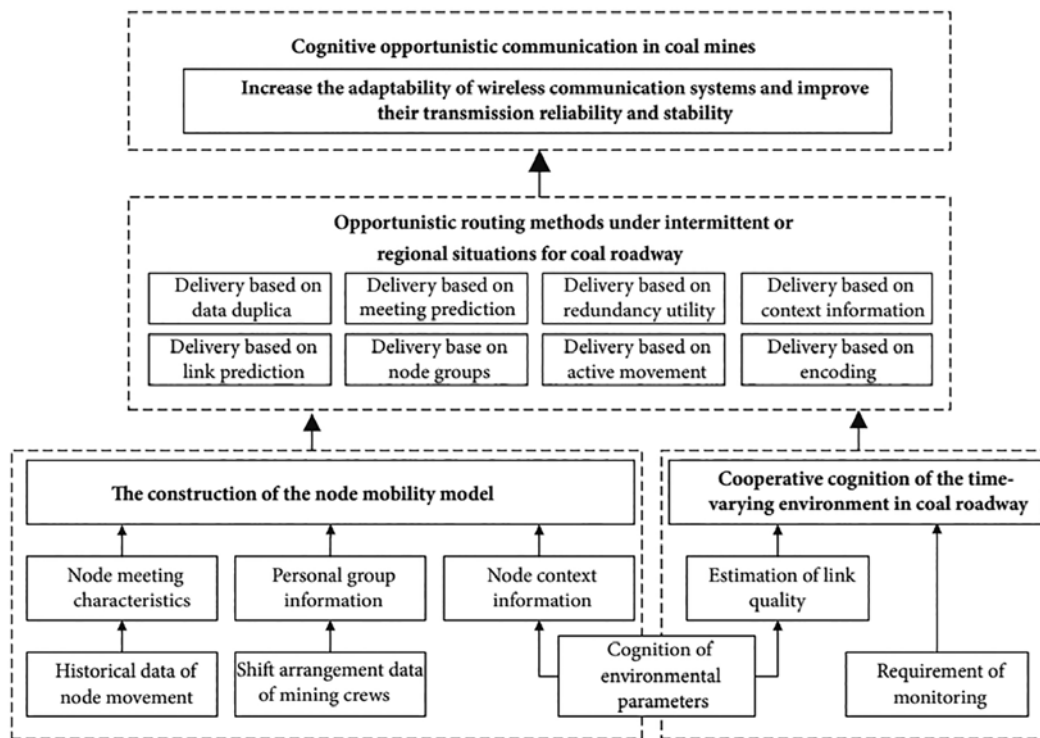 Cognitive opportunistic communication in coal mines
Increase the adaptability of wireless communication systems and improve
their transmission reliability and stability
Opportunistic routing methods under intermittent or
regional situations for coal roadway
Delivery based on
data duplica
Delivery based on
meeting prediction
Delivery based on
redundancy utility
Delivery based on
context information
Delivery based on
link prediction
Delivery base on
node groups
Delivery based on
active movement
Delivery based on
encoding
The construction of the node mobility model
Cooperative cognition of the time-
varying environment in coal roadway
Node meeting
characteristics
Personal group
information
Node context
information
Estimation of link
quality
Historical data of
node movement
Shift arrangement data
of mining crews
Cognition of
environmental
parameters
Requirement of
monitoring